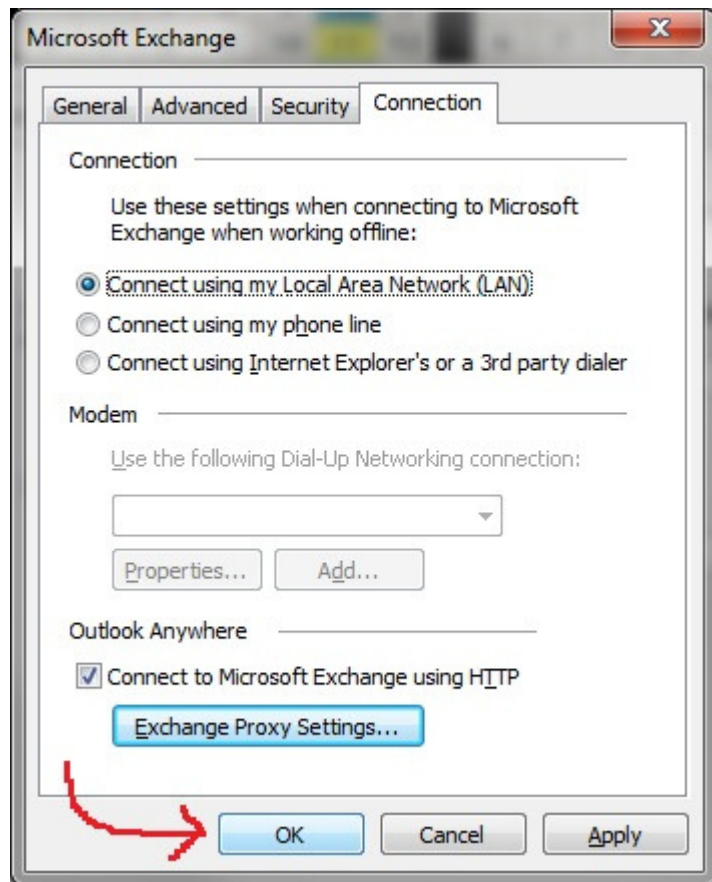 Microsoft Exchange
General Advanced Security Connection
Connection
Use these settings when connecting to Microsoft
Exchange when working offline:
Connect using my Local Area Network (LAN)
Connect using my phone line
Connect using Internet Explorer's or a 3rd party dialer
Modem
Use the following Dial-Up Networking connection:
Properties... Add...
Outlook Anywhere
Connect to Microsoft Exchange using HTTP
Exchange Proxy Settings...
OK Cancel Apply